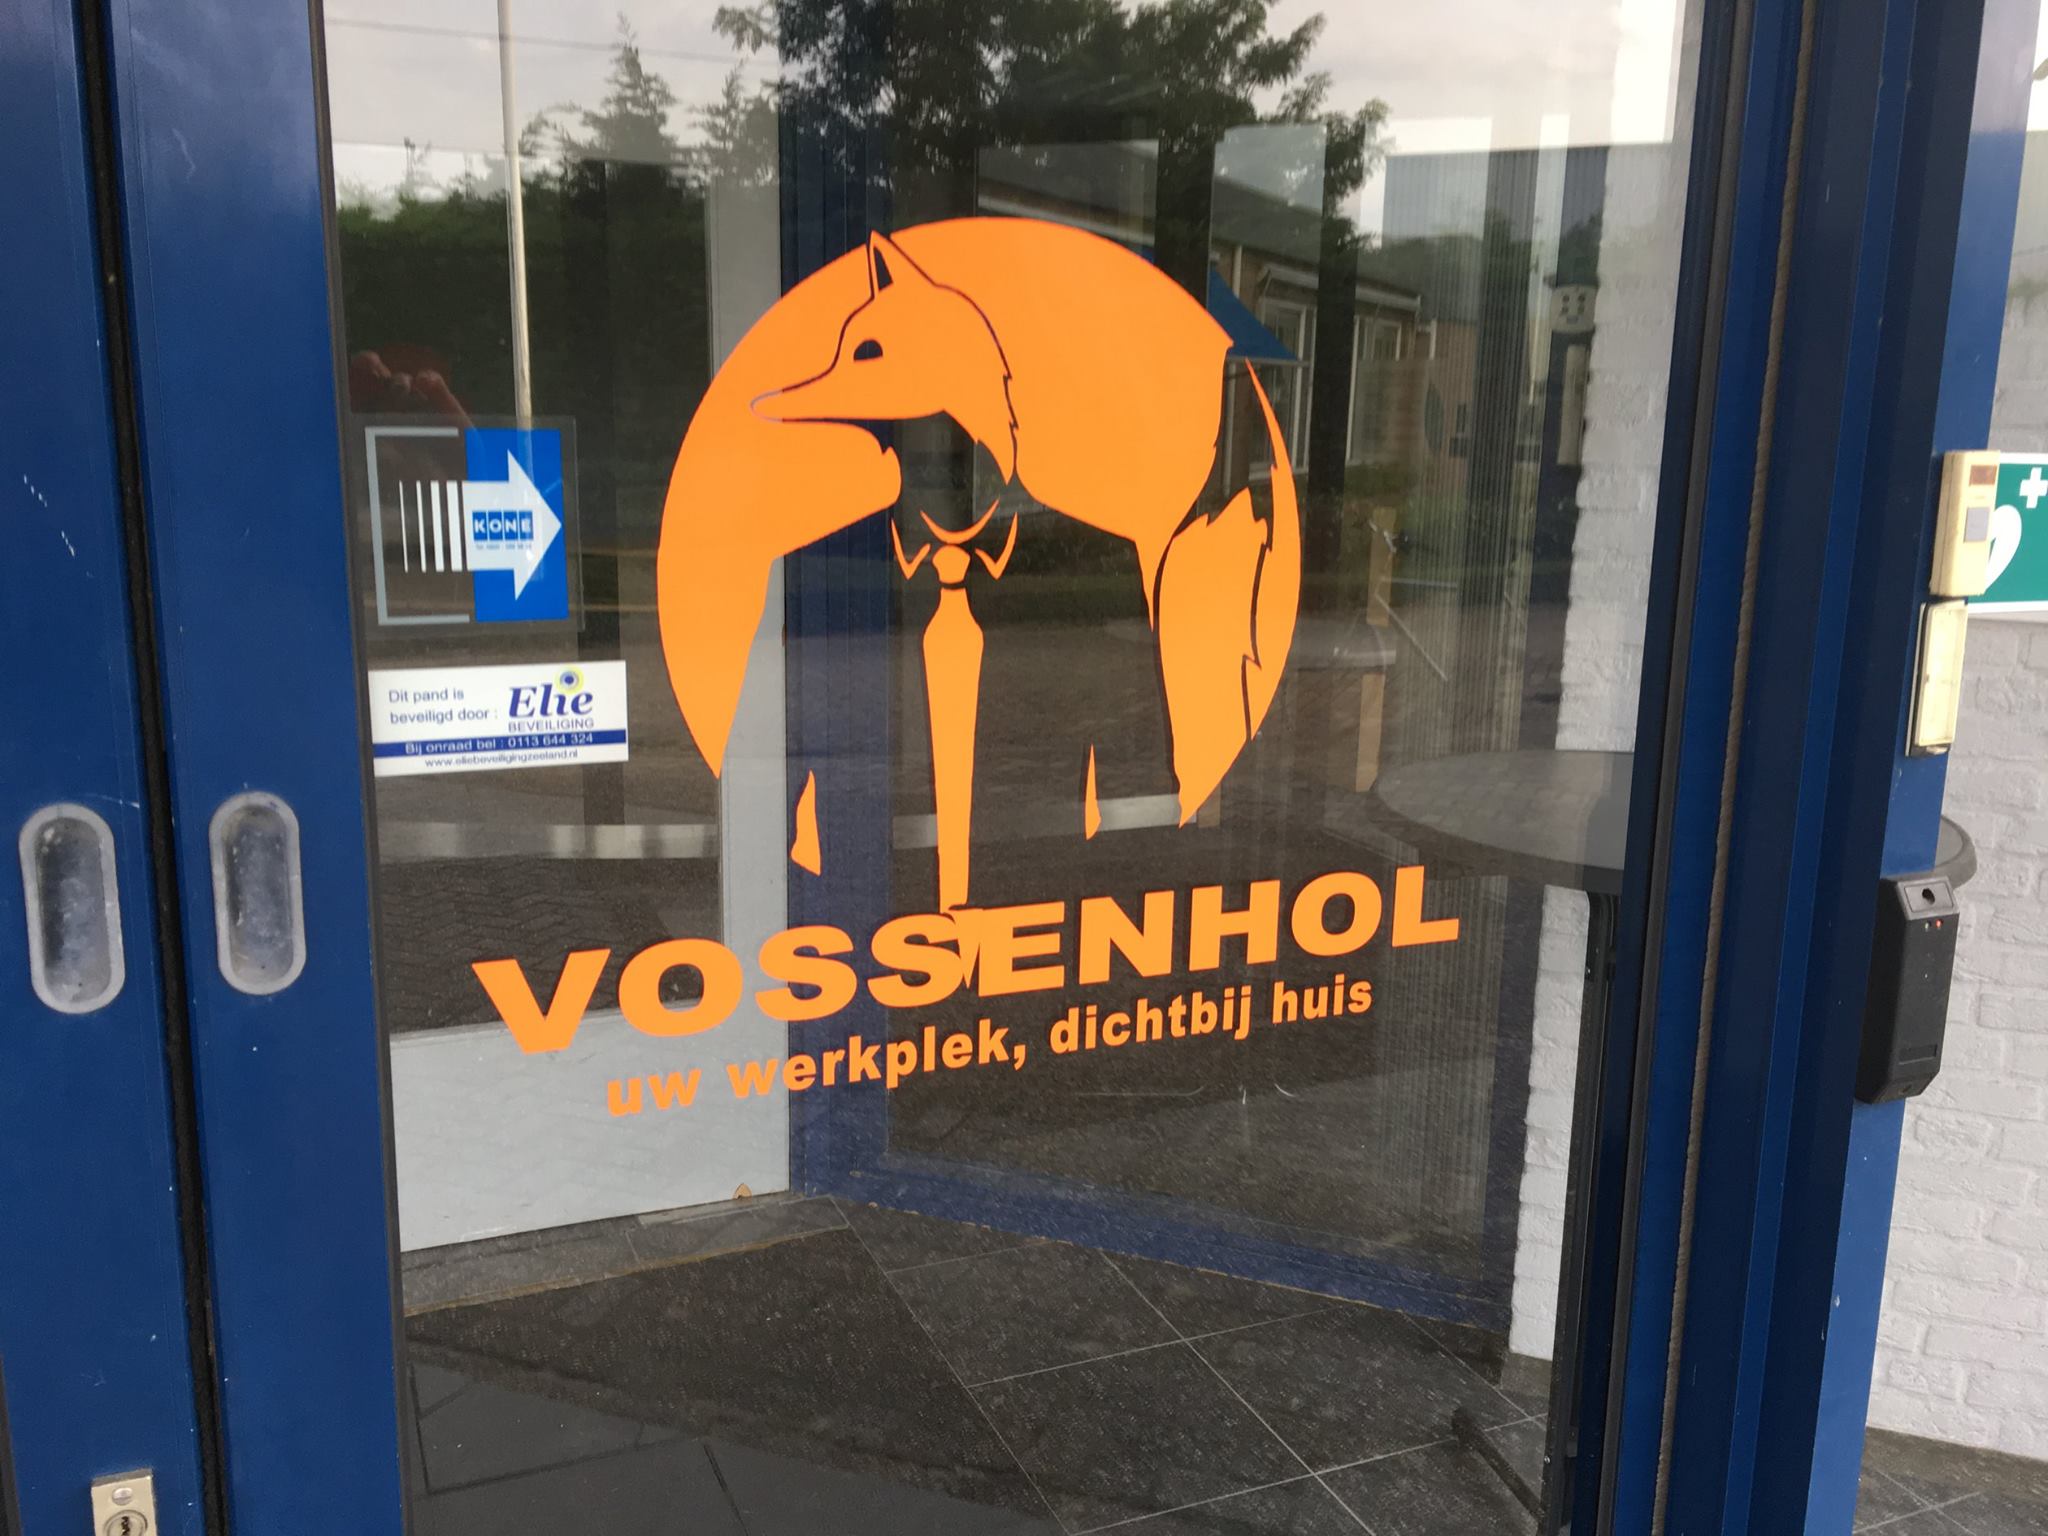 KONE
Dit pand is
beveiligd door :
Elie
BEVEILIGING
Bij onraad bel : 0113 644 324
www.eliebeveiligingzeeland.nl
VOSSENHOL
uw werkplek, dichtbij huis